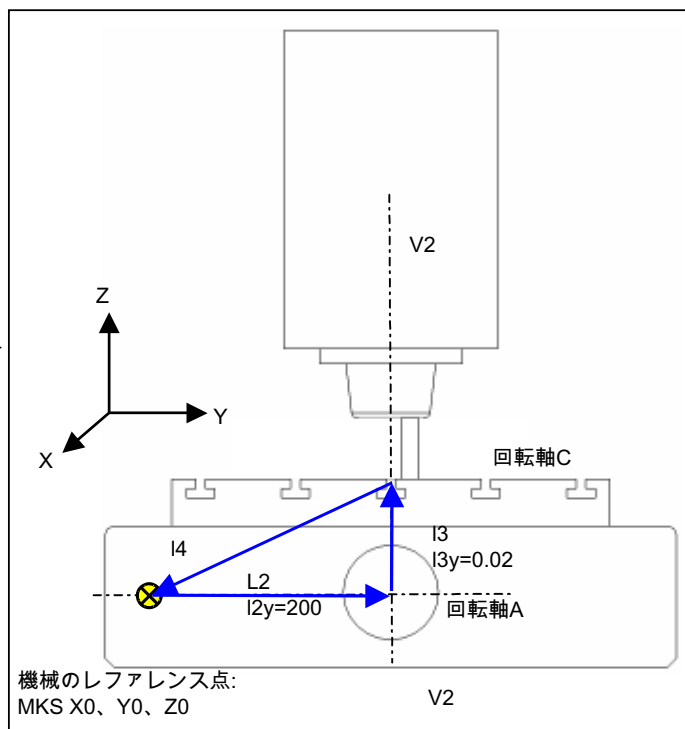 V2
Z
Y
X
回転軸C
l3
l3y=0.02
l4
L2
l2y=200
回転軸A
機械のレファレンス点:
MKS X0、Y0、Z0
V2